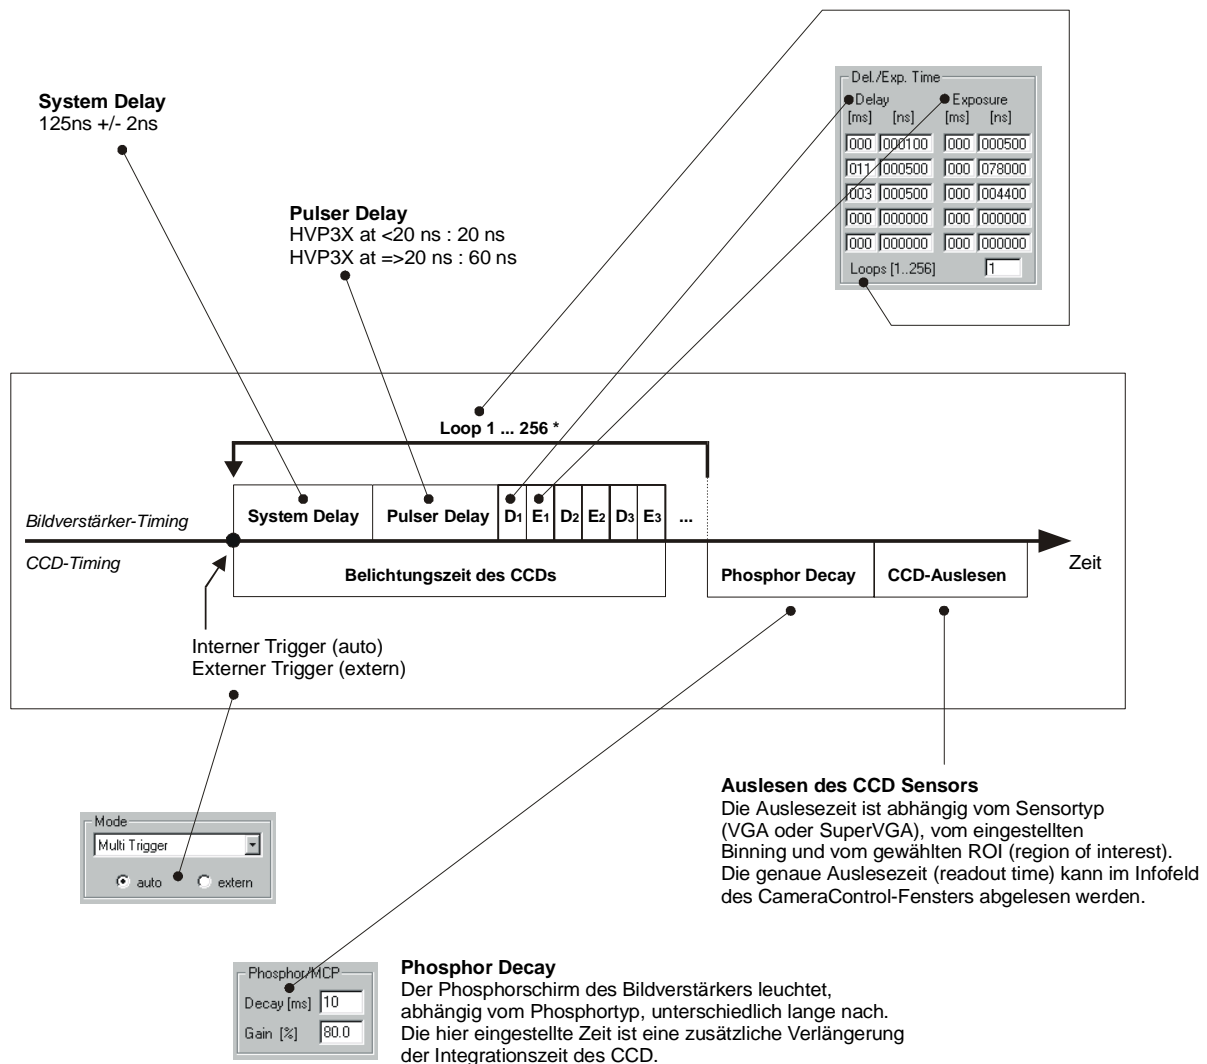 Del./Exp. Time
Delay Exposure
[ms] [ns] [ms] [ns]
000 000100 000 000500
011 000500 000 078000
003 000500 000 004400
000 000000 000 000000
000 000000 000 000000
Loops [1..256] 1
System Delay
125ns +/- 2ns
Pulser Delay
HVP3X at <20 ns : 20 ns
HVP3X at =>20 ns : 60 ns
Loop 1 ... 256 *
Bildverstärker-Timing
System Delay Pulser Delay D1 E1 D2 E2 D3 E3 ...
CCD-Timing
Zeit
Belichtungszeit des CCDs Phosphor Decay CCD-Auslesen
Interner Trigger (auto)
Externer Trigger (extern)
Mode
Multi Trigger
auto extern
Auslesen des CCD Sensors
Die Auslesezeit ist abhängig vom Sensortyp
(VGA oder SuperVGA), vom eingestellten
Binning und vom gewählten ROI (region of interest).
Die genaue Auslesezeit (readout time) kann im Infofeld
des CameraControl-Fensters abgelesen werden.
Phosphor/MCP
Decay [ms] 10
Gain [%] 80.0
Phosphor Decay
Der Phosphorschirm des Bildverstärkers leuchtet,
abhängig vom Phosphortyp, unterschiedlich lange nach.
Die hier eingestellte Zeit ist eine zusätzliche Verlängerung
der Integrationszeit des CCD.